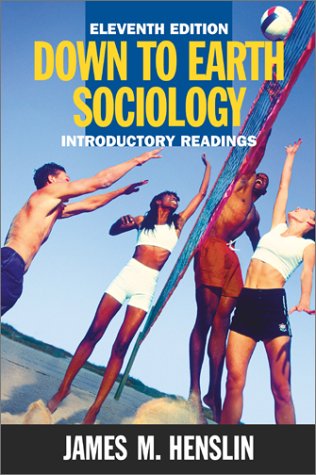 ELEVENTH EDITION
DOWN TO EARTH
SOCIOLOGY
INTRODUCTORY READINGS
JAMES M. HENSLIN